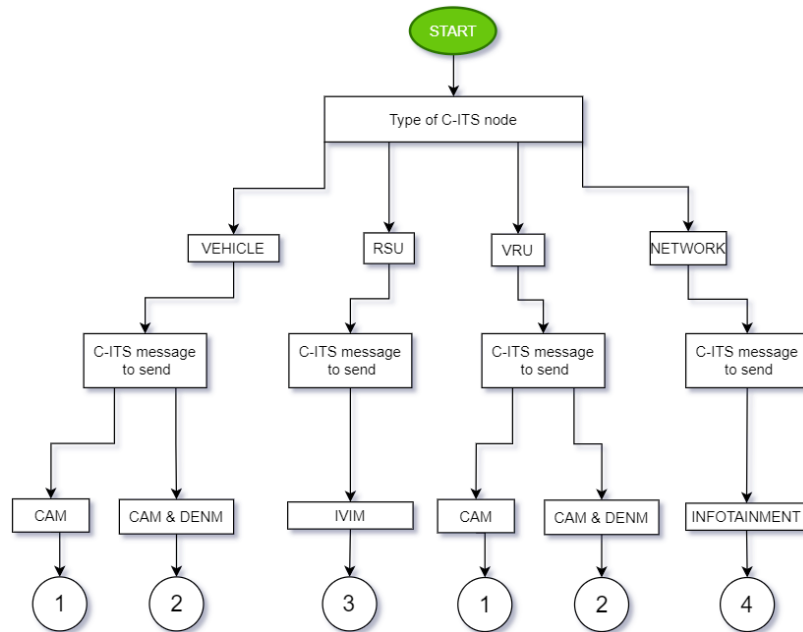 START
Type of C-ITS node
VEHICLE
RSU
VRU
NETWORK
C-ITS message
to send
C-ITS message
to send
C-ITS message
to send
C-ITS message
to send
CAM
CAM & DENM
IVIM
CAM
CAM & DENM
INFOTAINMENT
1
2
3
1
2
4